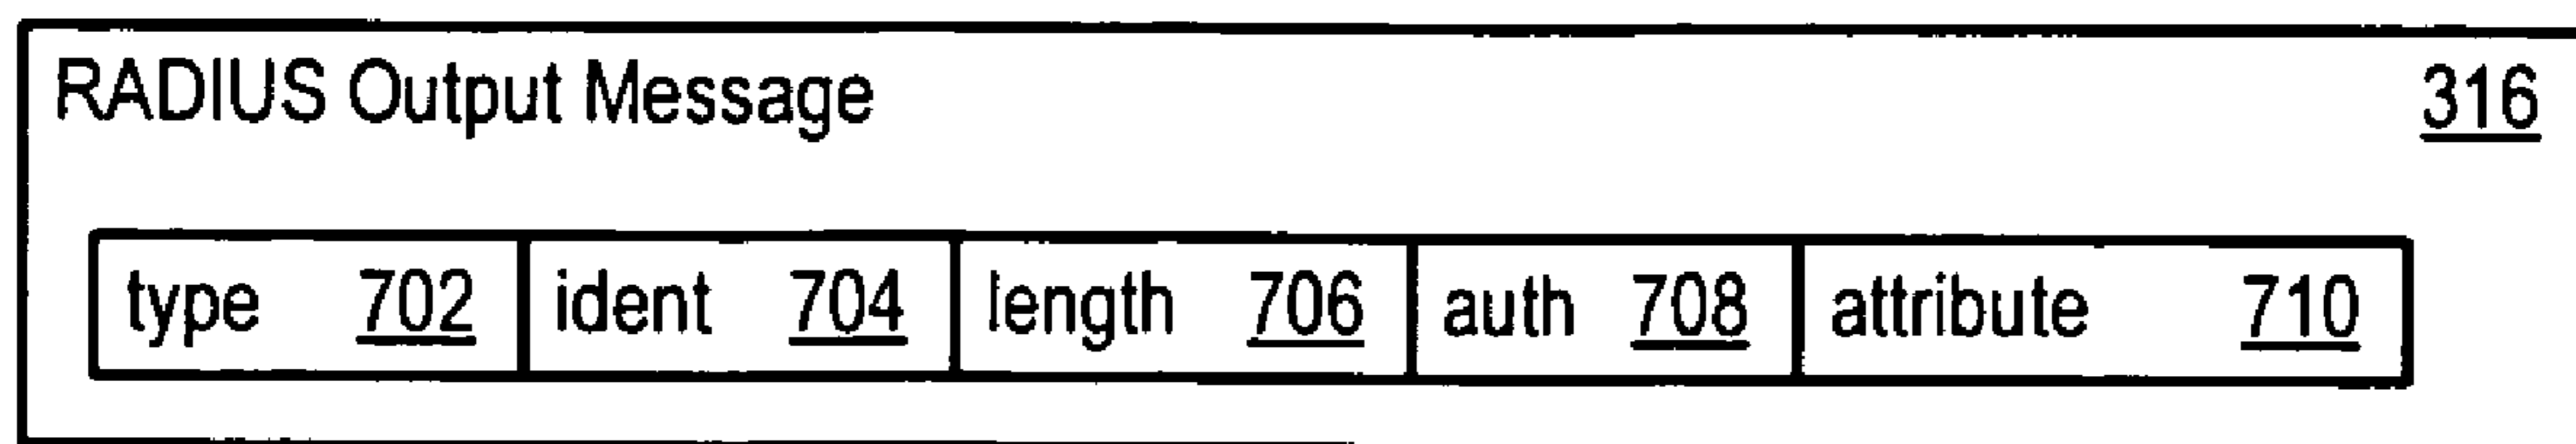 RADIUS Output Message 316
type 702 ident 704 length 706 auth 708 attribute 710